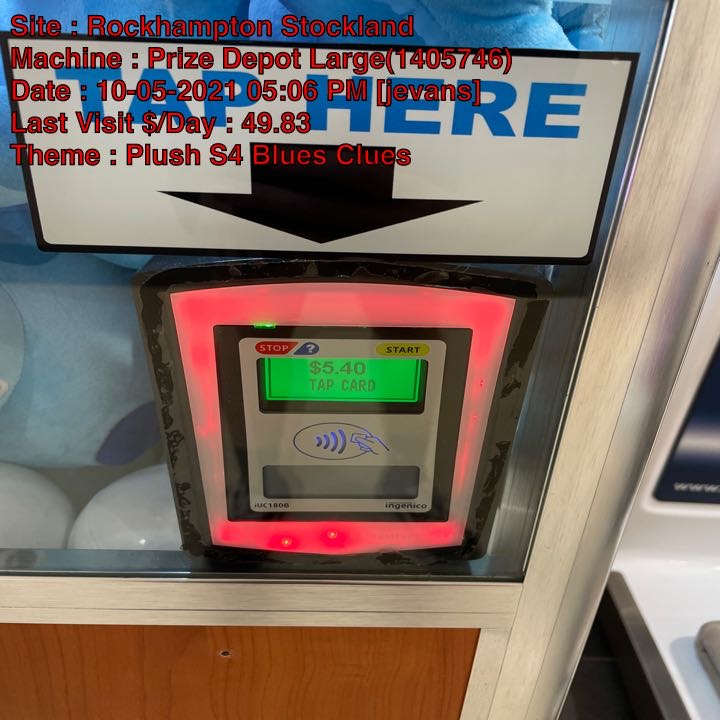 Site : Rockhampton Stockland
Machine : Prize Depot Large(1405746)
Date : 10-05-2021 05:06 PM [jevans]
Last Visit $/Day : 49.83
Theme : Plush S4 Blues Clues
TAP HERE
STOP ? START
$5.40
TAP CARD
iUC180B ingenico
www.